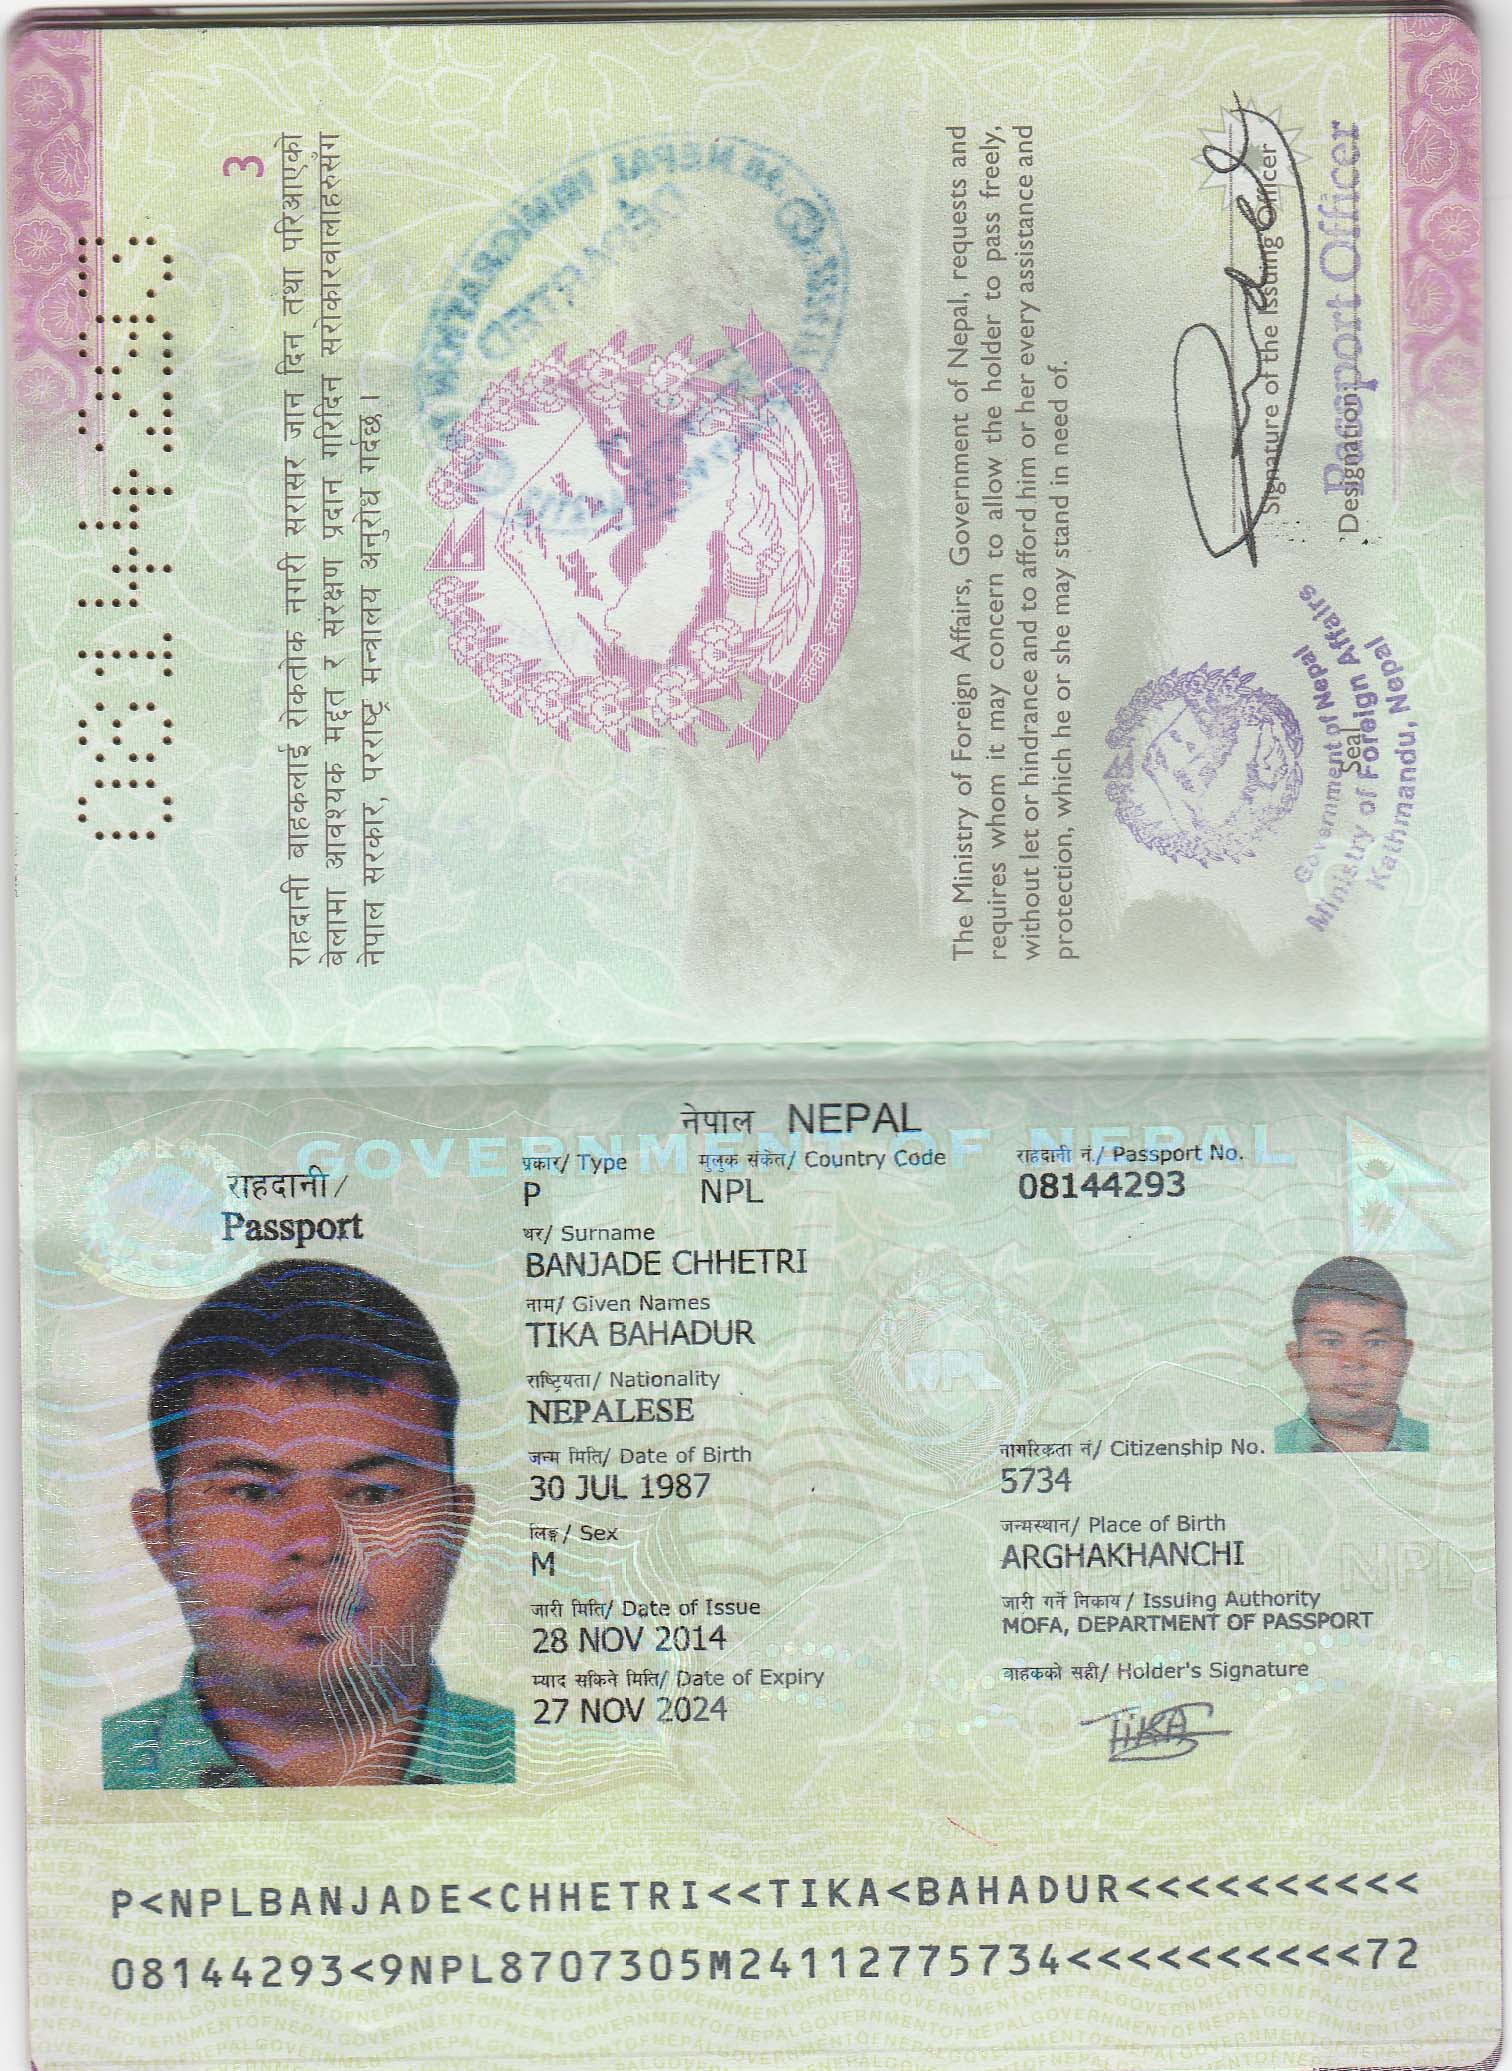 3
राहदानी बाहकलाई रोकतोक नगरी सरासर जान दिन तथा परिआएको
बेलामा आवश्यक मद्दत र संरक्षण प्रदान गरिदिन सरोकारवालाहरुसँग
नेपाल सरकार, परराष्ट्र मन्त्रालय अनुरोध गर्दछ ।
The Ministry of Foreign Affairs, Government of Nepal, requests and
requires whom it may concern to allow the holder to pass freely,
without let or hindrance and to afford him or her every assistance and
protection, which he or she may stand in need of.
Signature of the Issuing Officer
Designation:
Passport Officer
Seal
Government of Nepal
Ministry of Foreign Affairs
Kathmandu, Nepal
08144293
GOVERNMENT OF NEPAL
नेपाल NEPAL
राहदानी /
Passport
प्रकार/ Type मुलुक संकेत/ Country Code राहदानी नं./ Passport No.
P NPL 08144293
थर/ Surname
BANJADE CHHETRI
नाम/ Given Names
TIKA BAHADUR
राष्ट्रियता/ Nationality
NEPALESE
जन्म मिति/ Date of Birth नागरिकता नं/ Citizenship No.
30 JUL 1987 5734
लिङ्ग / Sex जन्मस्थान/ Place of Birth
M ARGHAKHANCHI
जारी मिति/ Date of Issue जारी गर्ने निकाय / Issuing Authority
28 NOV 2014 MOFA, DEPARTMENT OF PASSPORT
म्याद सकिने मिति/ Date of Expiry वाहकको सही/ Holder's Signature
27 NOV 2024 TIKA
NPL
P<NPLBANJADE<CHHETRI<<TIKA<BAHADUR<<<<<<<<<<
08144293<9NPL8707305M24112775734<<<<<<<<<<72